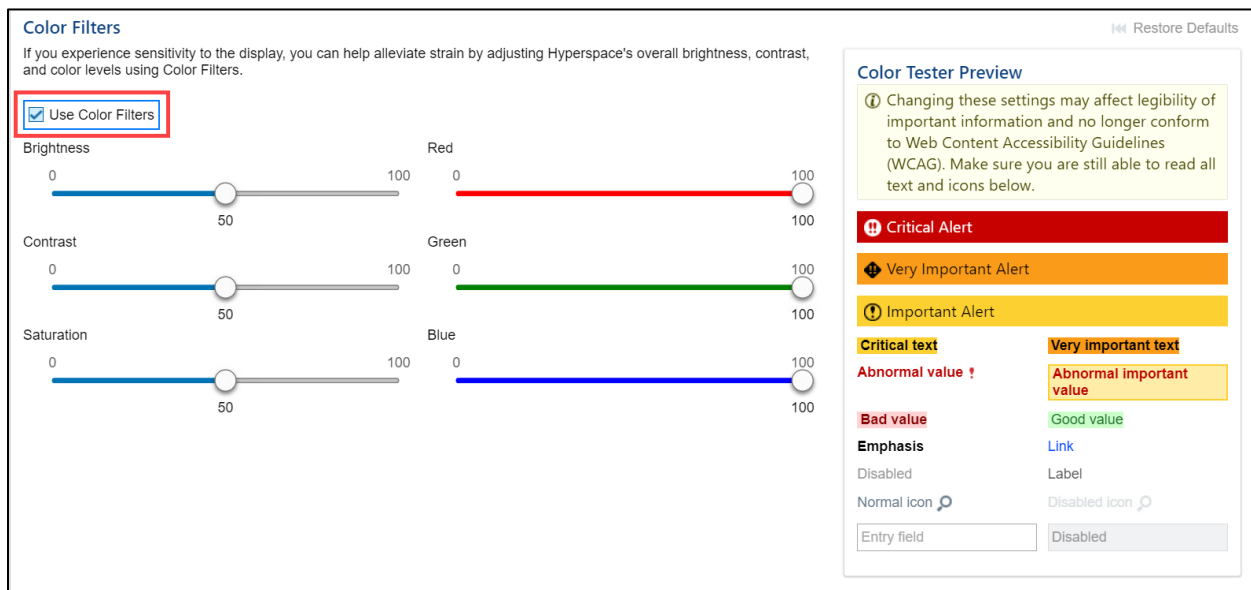 Color Filters
Restore Defaults
If you experience sensitivity to the display, you can help alleviate strain by adjusting Hyperspace's overall brightness, contrast,
and color levels using Color Filters.
Use Color Filters
Brightness
0 100
50
Red
0 100
100
Contrast
0 100
50
Green
0 100
100
Saturation
0 100
50
Blue
0 100
100
Color Tester Preview
Changing these settings may affect legibility of
important information and no longer conform
to Web Content Accessibility Guidelines
(WCAG). Make sure you are still able to read all
text and icons below.
Critical Alert
Very Important Alert
Important Alert
Critical text Very important text
Abnormal value Abnormal important
value
Bad value Good value
Emphasis Link
Disabled Label
Normal icon Disabled icon
Entry field Disabled